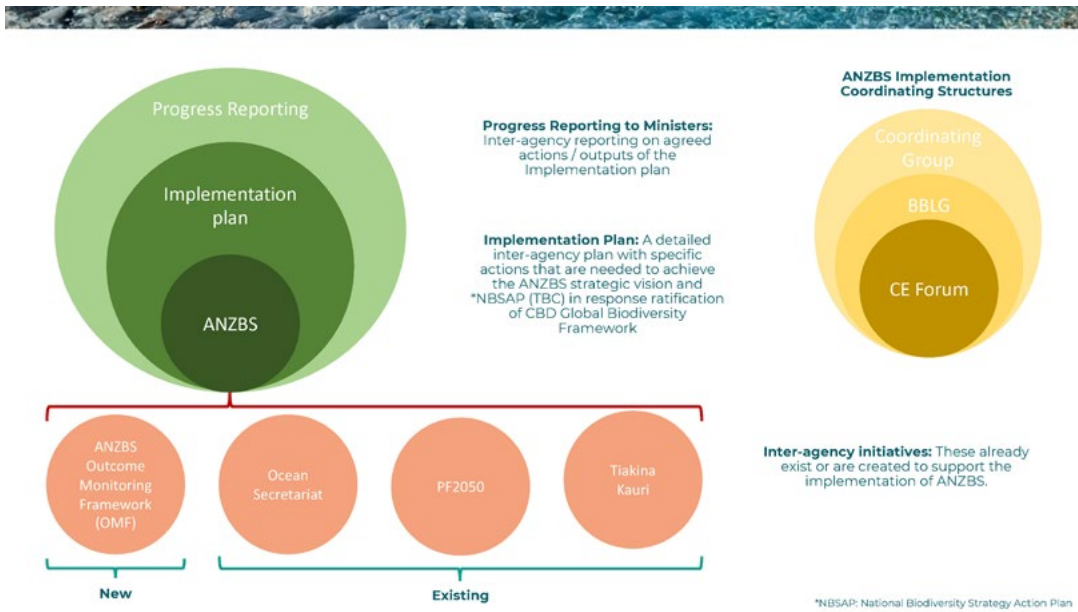 Progress Reporting
Implementation
plan
ANZBS
Progress Reporting to Ministers:
Inter-agency reporting on agreed
actions / outputs of the
Implementation plan
Implementation Plan: A detailed
inter-agency plan with specific
actions that are needed to achieve
the ANZBS strategic vision and
*NBSAP (TBC) in response ratification
of CBD Global Biodiversity
Framework
ANZBS Implementation
Coordinating Structures
Coordinating
Group
BBLG
CE Forum
ANZBS
Outcome
Monitoring
Framework
(OMF)
Ocean
Secretariat
PF2050
Tiakina
Kauri
Inter-agency initiatives: These already
exist or are created to support the
implementation of ANZBS.
New
Existing
*NBSAP: National Biodiversity Strategy Action Plan